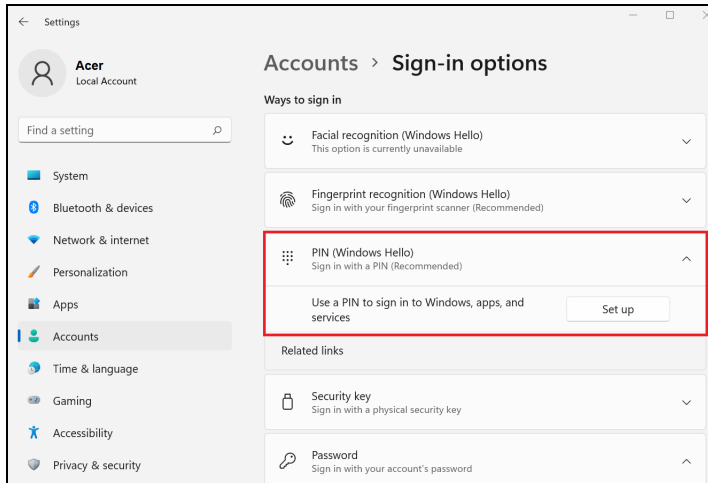 Settings
Acer
Local Account
Find a setting
System
Bluetooth & devices
Network & internet
Personalization
Apps
Accounts
Time & language
Gaming
Accessibility
Privacy & security
Accounts > Sign-in options
Ways to sign in
Facial recognition (Windows Hello)
This option is currently unavailable
Fingerprint recognition (Windows Hello)
Sign in with your fingerprint scanner (Recommended)
PIN (Windows Hello)
Sign in with a PIN (Recommended)
Use a PIN to sign in to Windows, apps, and
services
Set up
Related links
Security key
Sign in with a physical security key
Password
Sign in with your account's password